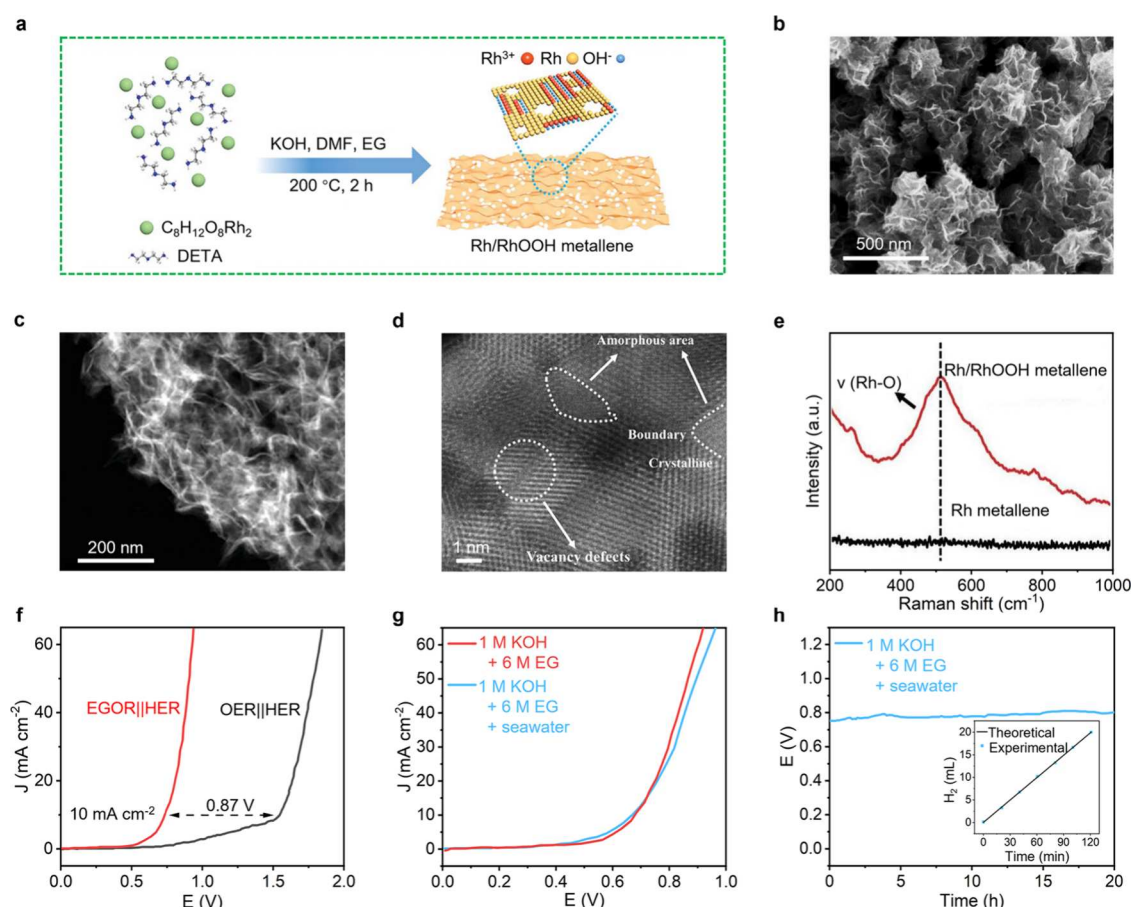 a
Rh³⁺ Rh OH⁻
KOH, DMF, EG
200 °C, 2 h
C₈H₁₂O₈Rh₂
DETA
Rh/RhOOH metallene
b
500 nm
c
200 nm
d
Amorphous area
Boundary
Crystalline
Vacancy defects
1 nm
e
Intensity (a.u.)
Rh/RhOOH metallene
ν (Rh-O)
Rh metallene
200 400 600 800 1000
Raman shift (cm⁻¹)
f
J (mA cm⁻²)
60
40
20
0
EGOR||HER
OER||HER
10 mA cm⁻²
0.87 V
0.0 0.5 1.0 1.5 2.0
E (V)
g
J (mA cm⁻²)
60
50
40
30
20
10
0
1 M KOH
+ 6 M EG
1 M KOH
+ 6 M EG
+ seawater
0.0 0.2 0.4 0.6 0.8 1.0
E (V)
h
E (V)
1.2
1.0
0.8
0.6
0.4
0.2
0.0
1 M KOH
+ 6 M EG
+ seawater
Theoretical
Experimental
H₂ (mL)
20
15
10
5
0
0 30 60 90 120
Time (min)
0 5 10 15 20
Time (h)